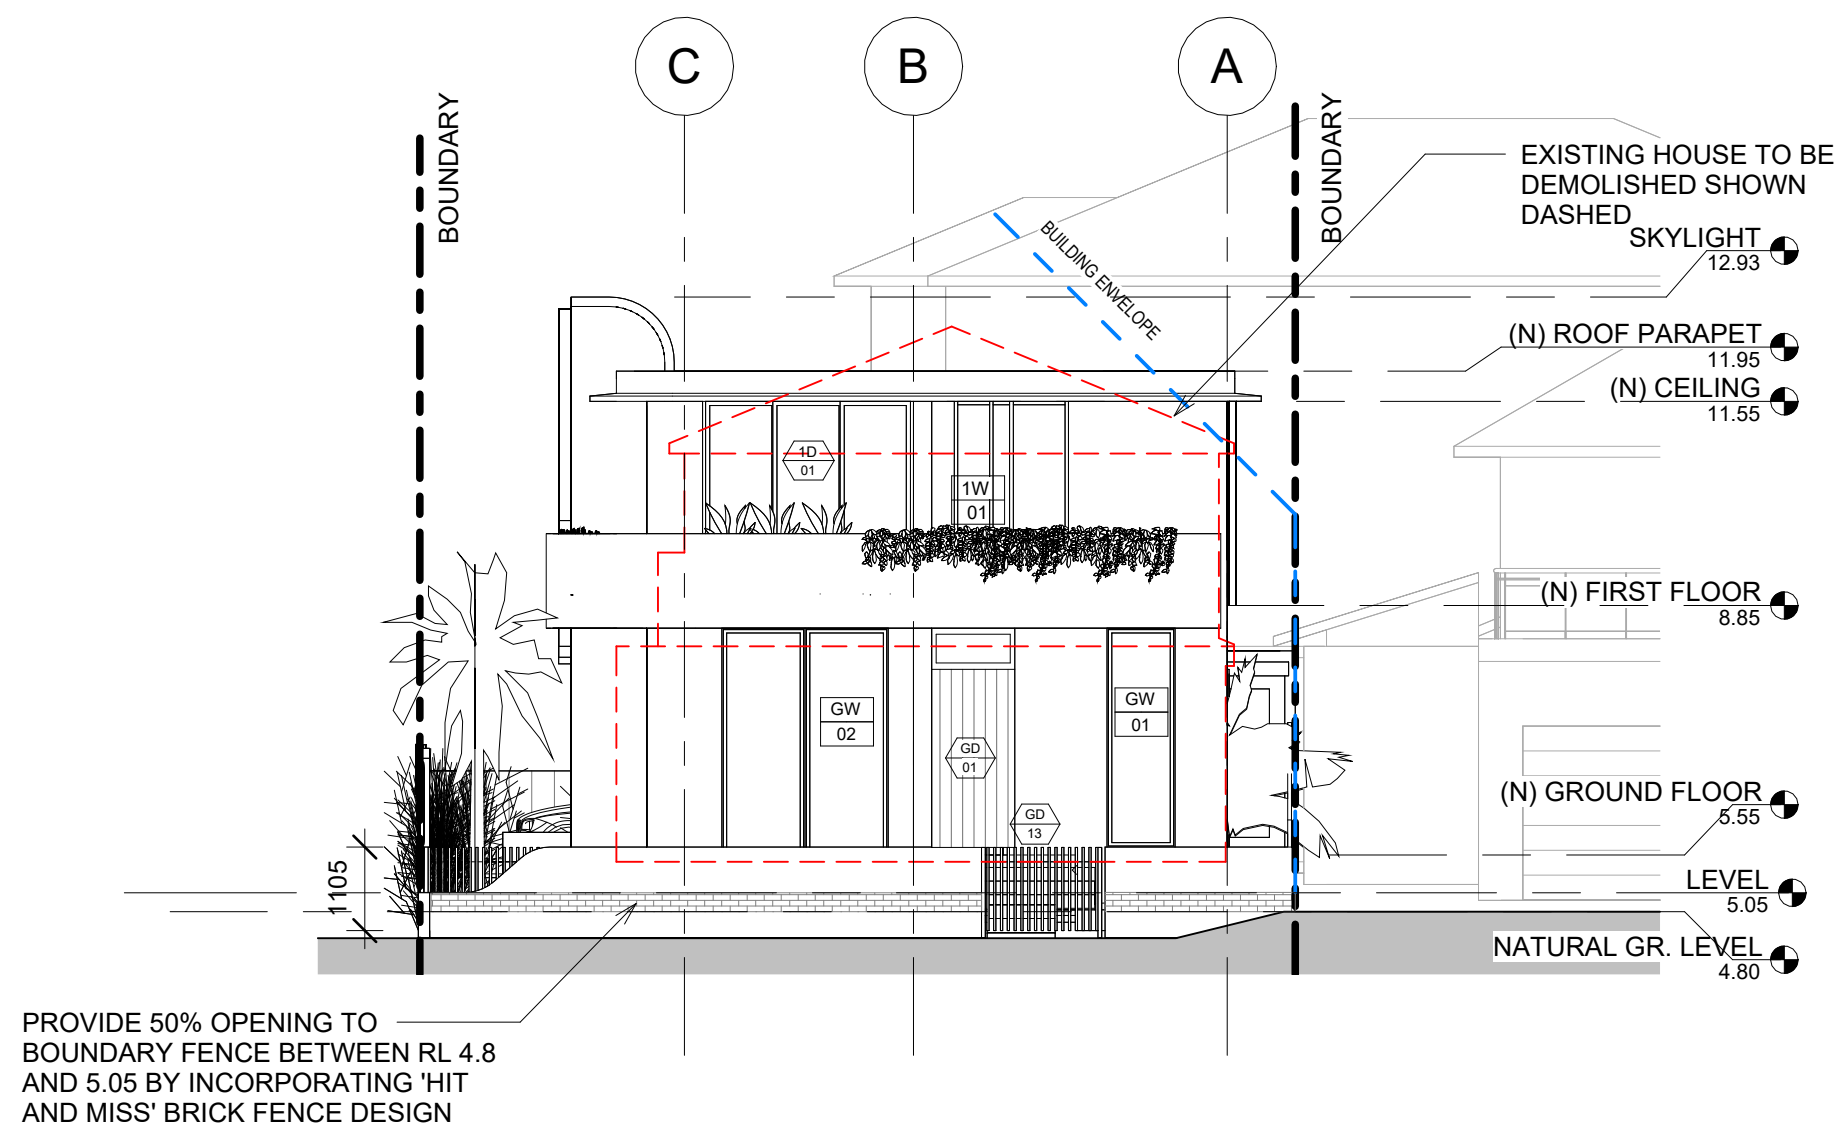 C
B
A
BOUNDARY
BOUNDARY
EXISTING HOUSE TO BE
DEMOLISHED SHOWN
DASHED
SKYLIGHT
12.93
BUILDING ENVELOPE
(N) ROOF PARAPET
11.95
(N) CEILING
11.55
1D
01
1W
01
(N) FIRST FLOOR
8.85
GW
02
GD
01
GW
01
GD
13
(N) GROUND FLOOR
5.55
1105
LEVEL
5.05
NATURAL GR. LEVEL
4.80
PROVIDE 50% OPENING TO
BOUNDARY FENCE BETWEEN RL 4.8
AND 5.05 BY INCORPORATING 'HIT
AND MISS' BRICK FENCE DESIGN